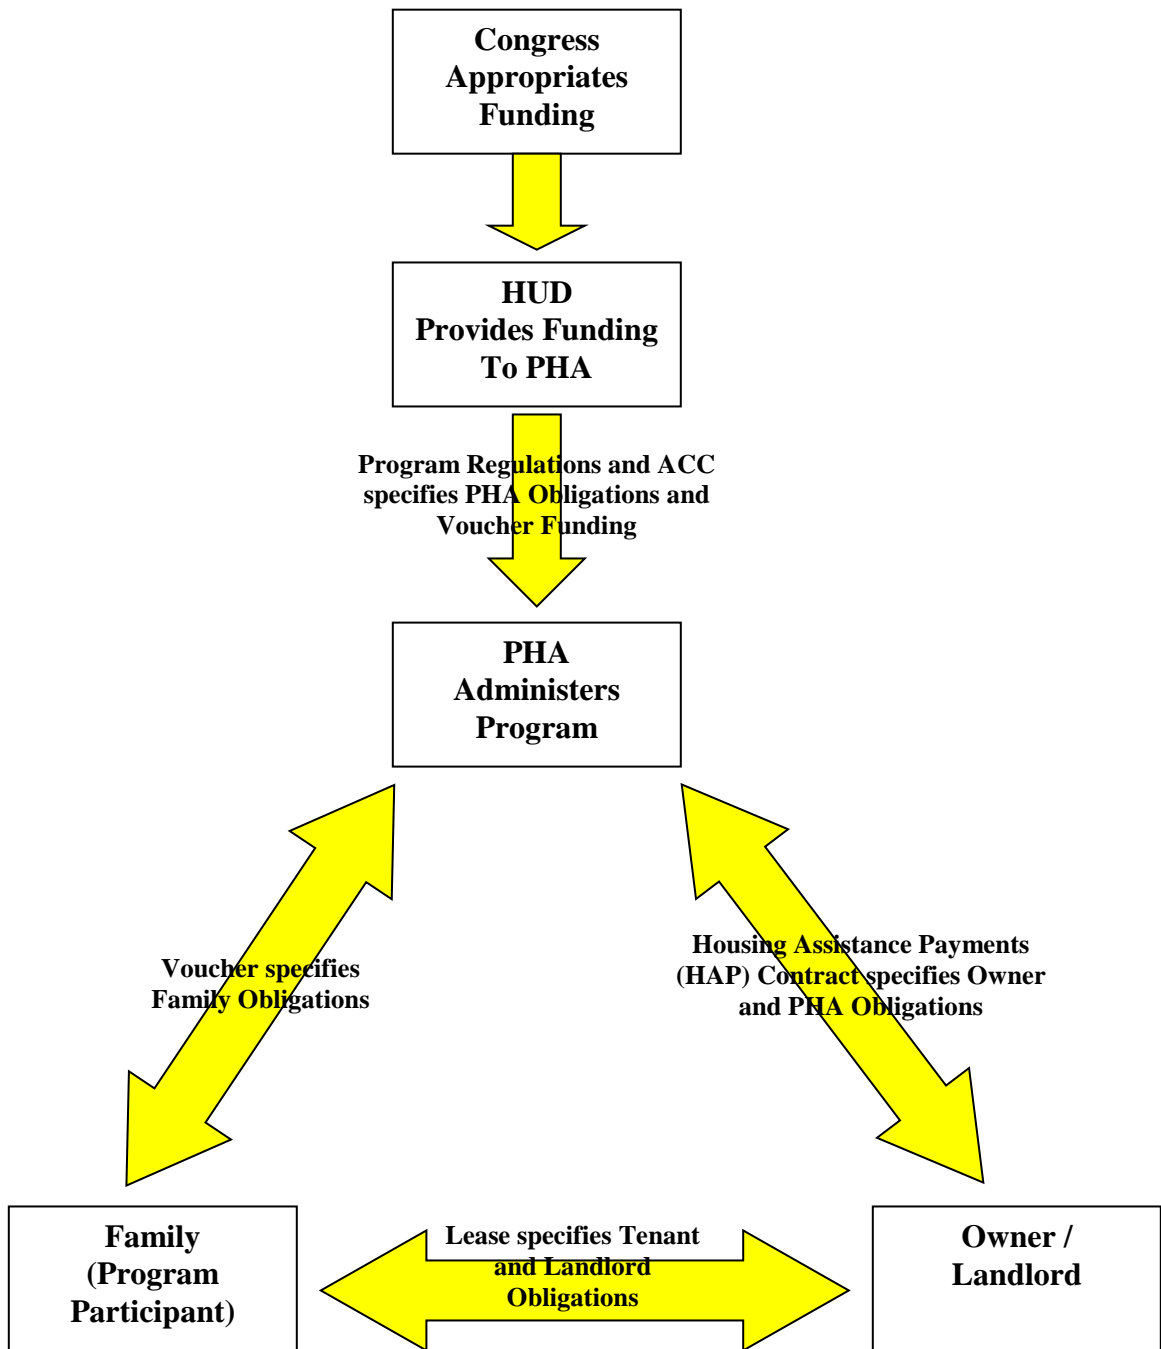 Congress
Appropriates
Funding
HUD
Provides Funding
To PHA
Program Regulations and ACC
specifies PHA Obligations and
Voucher Funding
PHA
Administers
Program
Voucher specifies
Family Obligations
Housing Assistance Payments
(HAP) Contract specifies Owner
and PHA Obligations
Family
(Program
Participant)
Lease specifies Tenant
and Landlord
Obligations
Owner /
Landlord